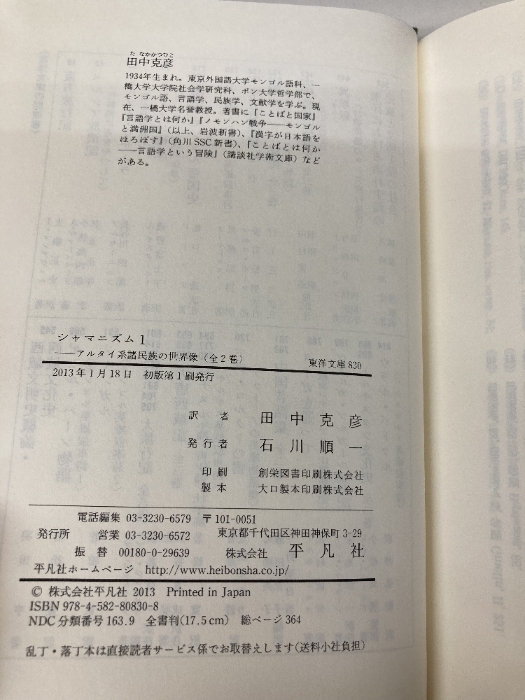 た なかかつひこ
田中克彦
1934年生まれ。東京外国語大学モンゴル語科、一
橋大学大学院社会学研究科、ボン大学哲学部で、
モンゴル語、言語学、民族学、文献学を学ぶ。現
在、一橋大学名誉教授。著書に『ことばと国家』
『言語学とは何か』『ノモンハン戦争——モンゴル
と満洲国』(以上、岩波新書)、『漢字が日本語を
ほろぼす』(角川SSC新書)、『ことばとは何か
——言語学という冒険』(講談社学術文庫)など
がある。
シャマニズム1
——アルタイ系諸民族の世界像(全2巻) 東洋文庫830
2013年1月18日 初版第1刷発行
訳者 田中克彦
発行者 石川順一
印刷 創栄図書印刷株式会社
製本 大口製本印刷株式会社
電話編集 03-3230-6579 〒101-0051
発行所 営業 03-3230-6572 東京都千代田区神田神保町3-29
振替 00180-0-29639 株式会社 平凡社
平凡社ホームページ http://www.heibonsha.co.jp/
© 株式会社平凡社 2013 Printed in Japan
ISBN 978-4-582-80830-8
NDC分類番号163.9 全書判(17.5cm) 総ページ364
乱丁・落丁本は直接読者サービス係でお取替えします(送料小社負担)